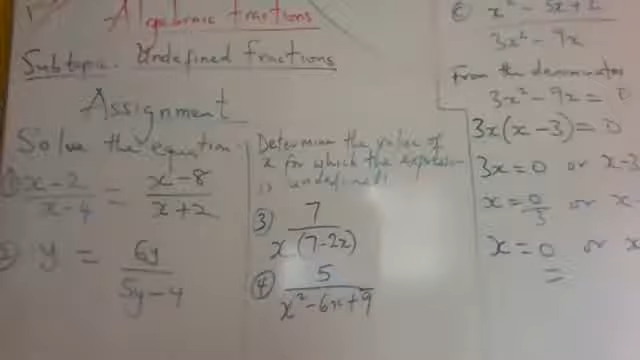 Algebraic fractions
Subtopic. Undefined fractions
Assignment
Solve the equation
① x-2/x-4 = x-8/x+2
② y = 6y/5y-4
Determine the value of
x for which the expression
is undefined!
③ 7/x(7-2x)
④ 5/x²-6x+9
x² - 5x+2/3x² - 9x
From the denominator
3x² - 9x = 0
3x(x-3) = 0
3x = 0 or x-3
x = 0/3 or x-
x = 0 or x